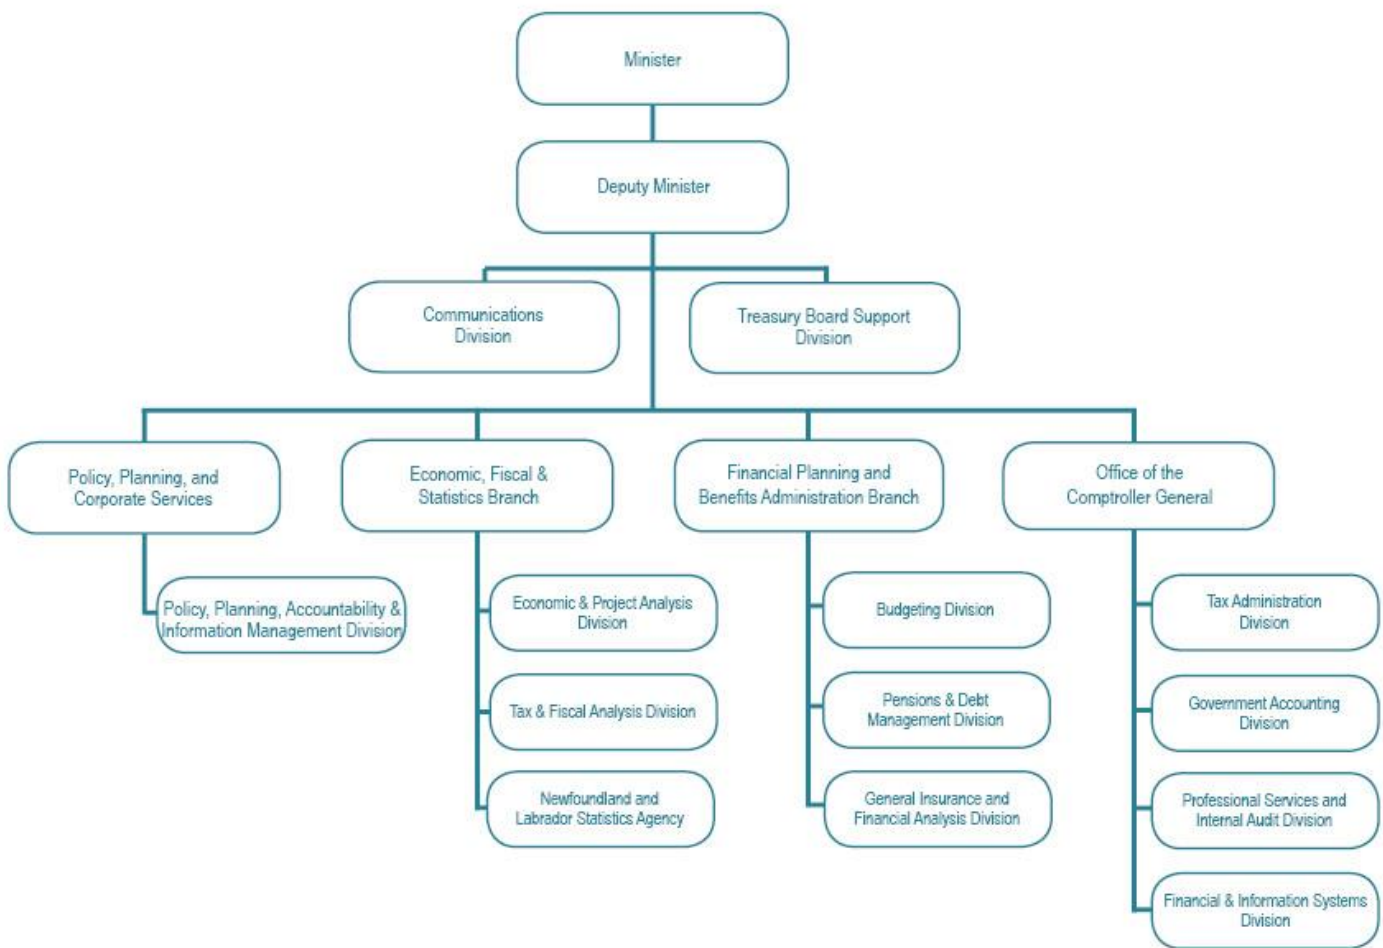 Minister
Deputy Minister
Communications
Division
Treasury Board Support
Division
Policy, Planning, and
Corporate Services
Economic, Fiscal &
Statistics Branch
Financial Planning and
Benefits Administration Branch
Office of the
Comptroller General
Policy, Planning, Accountability &
Information Management Division
Economic & Project Analysis
Division
Tax & Fiscal Analysis Division
Newfoundland and
Labrador Statistics Agency
Budgeting Division
Pensions & Debt
Management Division
General Insurance and
Financial Analysis Division
Tax Administration
Division
Government Accounting
Division
Professional Services and
Internal Audit Division
Financial & Information Systems
Division